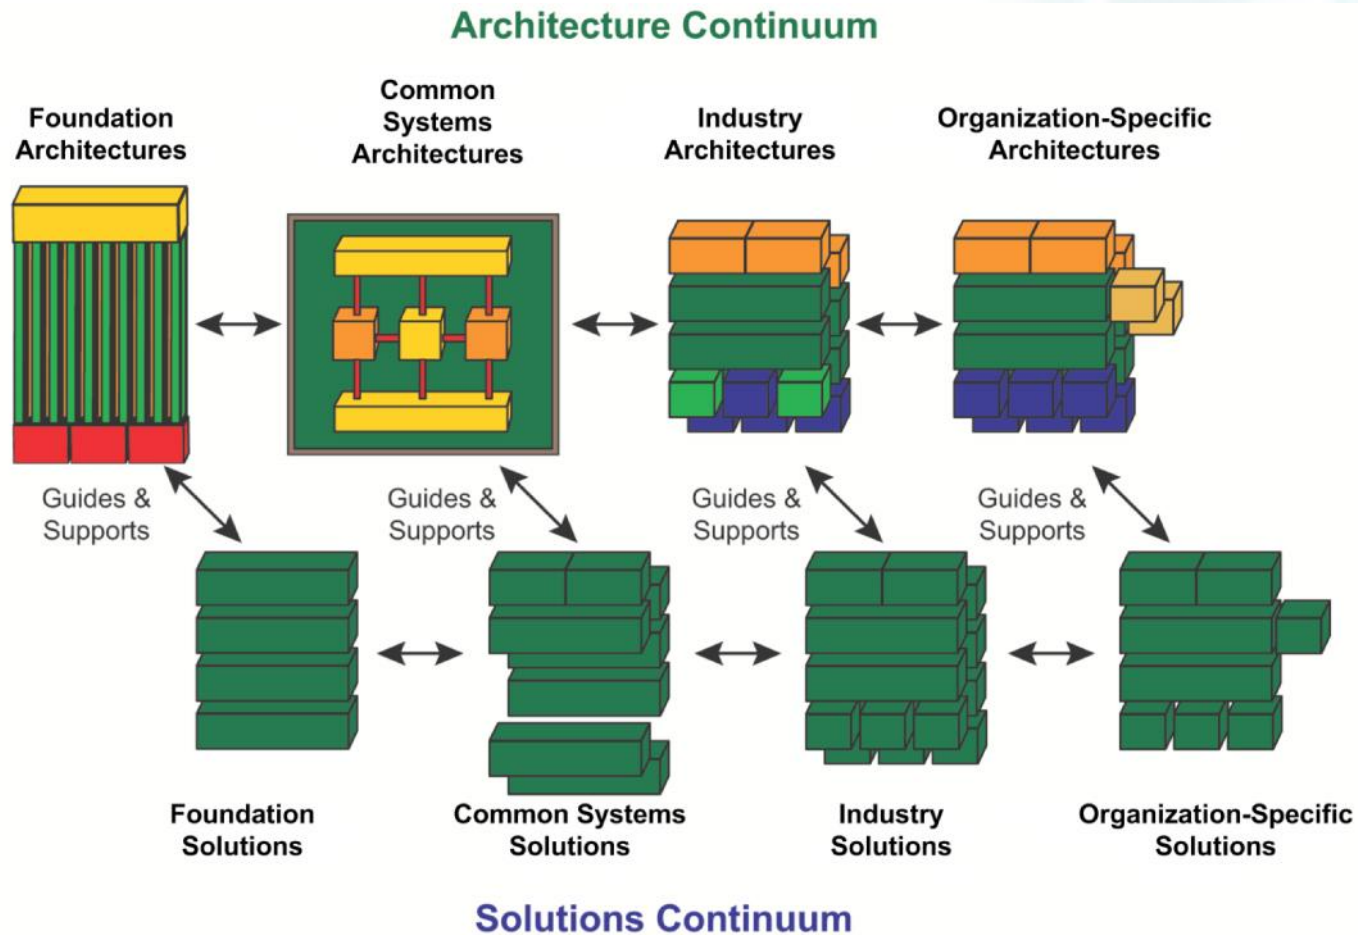 Architecture Continuum
Foundation
Architectures
Common
Systems
Architectures
Industry
Architectures
Organization-Specific
Architectures
Guides &
Supports
Guides &
Supports
Guides &
Supports
Guides &
Supports
Foundation
Solutions
Common Systems
Solutions
Industry
Solutions
Organization-Specific
Solutions
Solutions Continuum